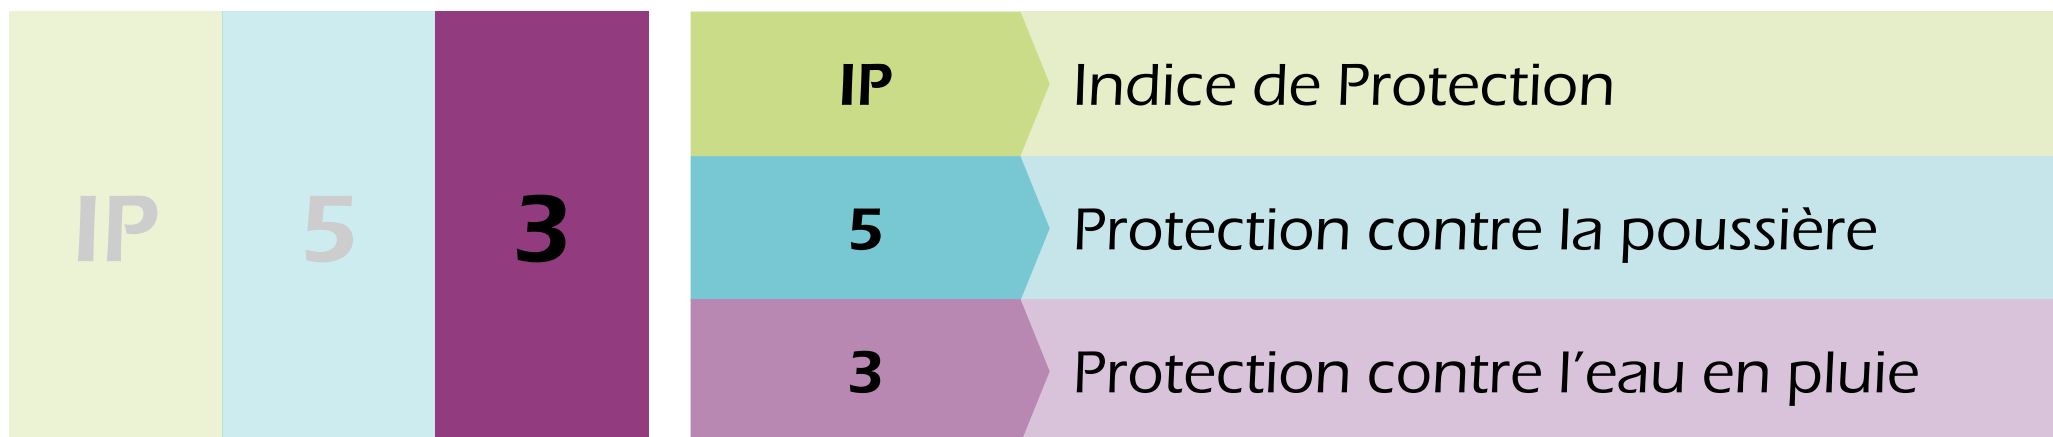 IP 5 3
IP Indice de Protection
5 Protection contre la poussière
3 Protection contre l’eau en pluie